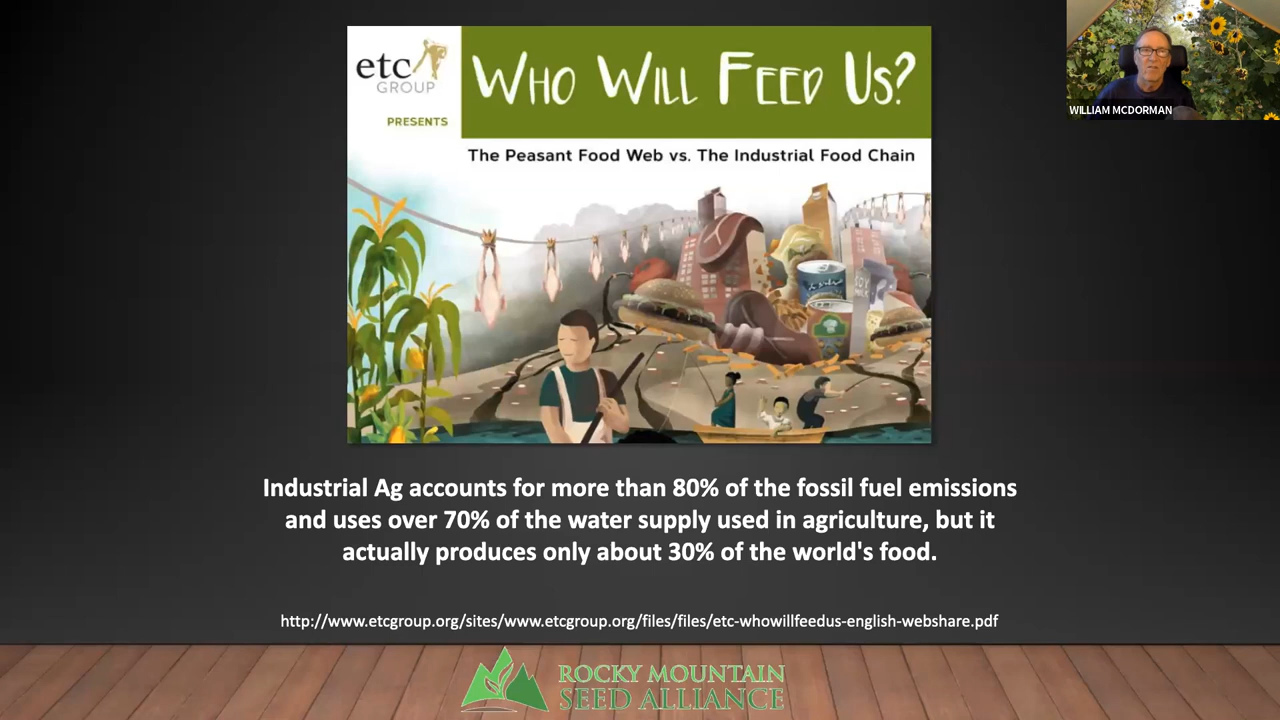 etc
GROUP
PRESENTS
WHO WILL FEED US?
The Peasant Food Web vs. The Industrial Food Chain
SOY
MILK
WILLIAM MCDORMAN
Industrial Ag accounts for more than 80% of the fossil fuel emissions
and uses over 70% of the water supply used in agriculture, but it
actually produces only about 30% of the world's food.
http://www.etcgroup.org/sites/www.etcgroup.org/files/files/etc-whowillfeedus-english-webshare.pdf
ROCKY MOUNTAIN
SEED ALLIANCE